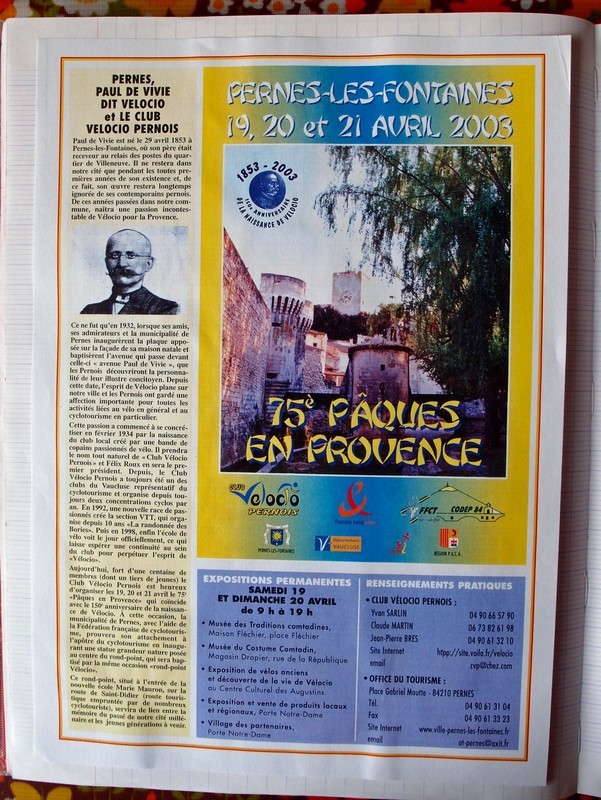 PERNES,
PAUL DE VIVIE
DIT VELOCIO
et LE CLUB
VELOCIO PERNOIS
Paul de Vivie est né le 29 avril 1853 à
Pernes-les-Fontaines, où son père était
receveur au relais des postes du quar-
tier de Villeneuve. Il ne restera dans
notre cité que pendant les toutes pre-
mières années de son existence et, de
ce fait, son œuvre restera longtemps
ignorée de ses contemporains pernois.
De ces années passées dans notre com-
mune, naîtra une passion incontes-
table de Vélocio pour la Provence.
Ce ne fut qu'en 1932, lorsque ses amis,
ses admirateurs et la municipalité de
Pernes inaugurèrent la plaque appo-
sée sur la façade de sa maison natale et
baptisèrent l'avenue qui passe devant
celle-ci « avenue Paul de Vivie », que
les Pernois découvriront la personna-
lité de leur illustre concitoyen. Depuis
cette date, l'esprit de Vélocio plane sur
notre ville et les Pernois ont gardé une
affection importante pour toutes les
activités liées au vélo en général et au
cyclotourisme en particulier.
Cette passion a commencé à se concré-
tiser en février 1934 par la naissance
du club local créé par une bande de
copains passionnés de vélo. Il prendra
le nom tout naturel de « Club Vélocio
Pernois » et Félix Roux en sera le pre-
mier président. Depuis, le Club
Vélocio Pernois a toujours été un des
clubs du Vaucluse représentatif du
cyclotourisme et organise depuis tou-
jours deux concentrations cyclos par
an. En 1992, une nouvelle race de pas-
sionnés crée la section VTT, qui orga-
nise depuis 10 ans «La randonnée des
Bories». Puis en 1998, enfin l'école de
vélo voit le jour officiellement, ce qui
laisse espérer une continuité au sein
du club pour perpétuer l'esprit de
«Vélocio».
Aujourd'hui, fort d'une centaine de
membres (dont un tiers de jeunes) le
Club Vélocio Pernois est heureux
d'organiser les 19, 20 et 21 avril le 75e
«Pâques en Provence» qui coïncide
avec le 150e anniversaire de la naissan-
ce de Vélocio. À cette occasion, la
municipalité de Pernes, avec l'aide de
la Fédération française de cyclotouris-
me, prouvera son attachement à
l'apôtre du cyclotourisme en inaugu-
rant une statue grandeur nature posée
au centre du rond-point, qui sera bap-
tisé par la même occasion «rond-point
Vélocio».
Ce rond-point, situé à l'entrée de la
nouvelle école Marie Mauron, sur la
route de Saint-Didier (route touris-
tique empruntée par de nombreux
cyclotouriste), servira de lien entre la
mémoire du passé de notre cité millé-
naire et les jeunes générations à venir.
PERNES-LES-FONTAINES
19, 20 et 21 AVRIL 2003
1853 - 2003
150e ANNIVERSAIRE
DE LA NAISSANCE DE VELOCIO
75e PÂQUES
EN PROVENCE
CLUB
Velocio
PERNOIS
PERNES-LES-FONTAINES
VAUCLUSE
FFCT CODEP 84
RÉGION P.A.C.A.
EXPOSITIONS PERMANENTES
SAMEDI 19
ET DIMANCHE 20 AVRIL
de 9 h à 19 h
• Musée des Traditions comtadines,
Maison Fléchier, place Fléchier
• Musée du Costume Comtadin,
Magasin Drapier, rue de la République
• Exposition de vélos anciens
et découverte de la vie de Vélocio
au Centre Culturel des Augustins
• Exposition et vente de produits locaux
et régionaux, Porte Notre-Dame
• Village des partenaires,
Porte Notre-Dame
RENSEIGNEMENTS PRATIQUES
• CLUB VÉLOCIO PERNOIS :
Yvan SARLIN 04 90 66 57 90
Claude MARTIN 06 73 82 61 98
Jean-Pierre BRES 04 90 61 32 10
Site Internet htpp://site.voila.fr/velocio
email cvp@chez.com
• OFFICE DU TOURISME :
Place Gabriel Moutte - 84210 PERNES
Tél. 04 90 61 31 04
Fax 04 90 61 33 23
Site Internet www.ville-pernes-les-fontaines.fr
email ot-pernes@axit.fr